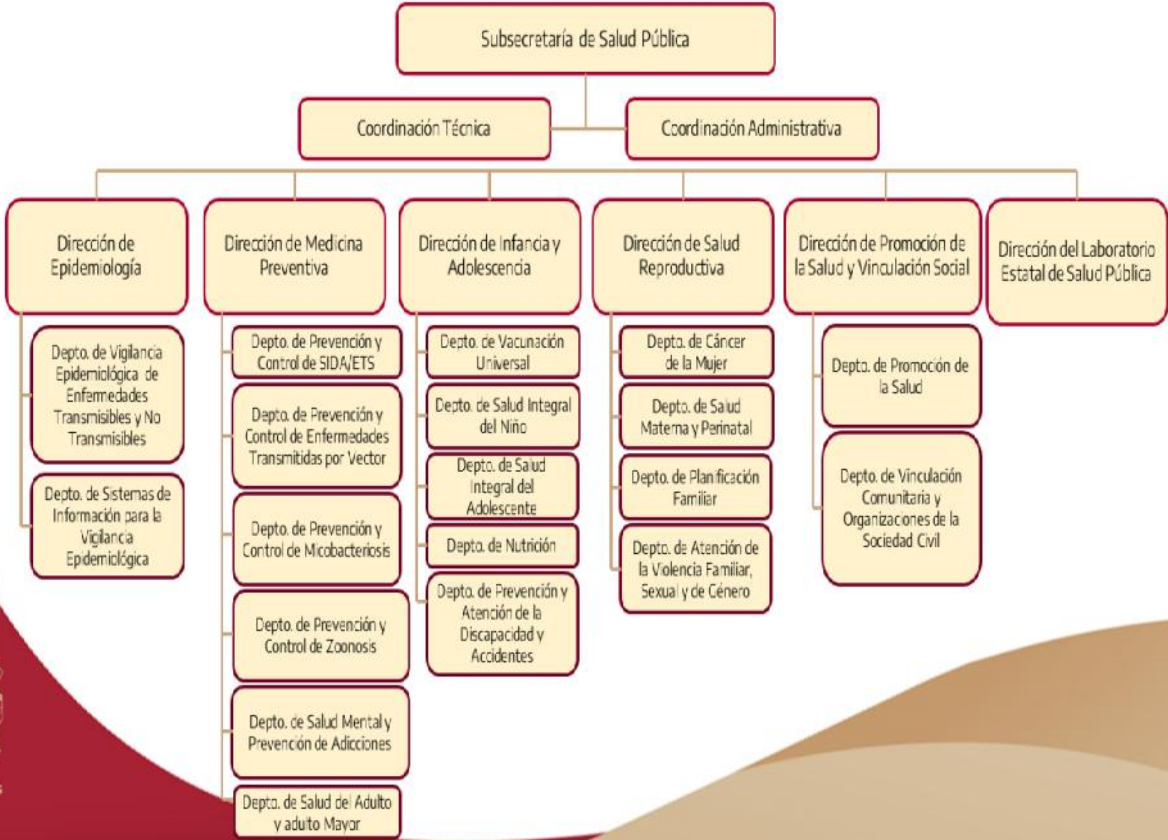 Subsecretaría de Salud Pública
Coordinación Técnica
Coordinación Administrativa
Dirección de
Epidemiología
Dirección de Medicina
Preventiva
Dirección de Infancia y
Adolescencia
Dirección de Salud
Reproductiva
Dirección de Promoción de
la Salud y Vinculación Social
Dirección del Laboratorio
Estatal de Salud Pública
Depto. de Vigilancia
Epidemiológica de
Enfermedades
Transmisibles y No
Transmisibles
Depto. de Sistemas de
Información para la
Vigilancia
Epidemiológica
Depto. de Prevención y
Control de SIDA/ETS
Depto. de Prevención y
Control de Enfermedades
Transmitidas por Vector
Depto. de Prevención y
Control de Micobacteriosis
Depto. de Prevención y
Control de Zoonosis
Depto. de Salud Mental y
Prevención de Adicciones
Depto. de Salud del Adulto
y adulto Mayor
Depto. de Vacunación
Universal
Depto. de Salud Integral
del Niño
Depto. de Salud
Integral del
Adolescente
Depto. de Nutrición
Depto. de Prevención y
Atención de la
Discapacidad y
Accidentes
Depto. de Cáncer
de la Mujer
Depto. de Salud
Materna y Perinatal
Depto. de Planificación
Familiar
Depto. de Atención de
la Violencia Familiar,
Sexual y de Género
Depto. de Promoción de
la Salud
Depto. de Vinculación
Comunitaria y
Organizaciones de la
Sociedad Civil